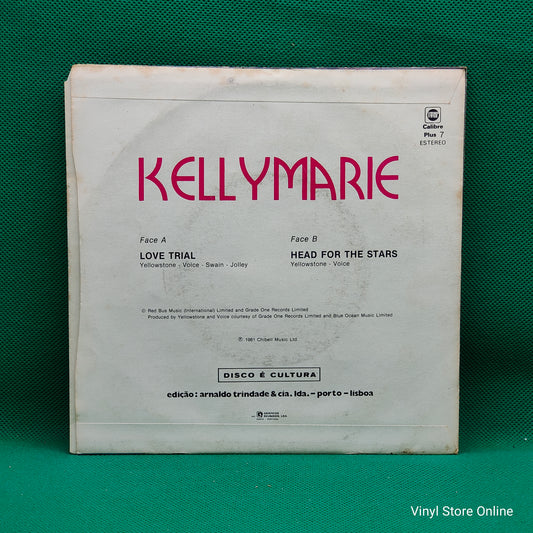 Calibre
Plus 7
ESTEREO
KELLYMARIE
Face A
LOVE TRIAL
Yellowstone - Voice - Swain - Jolley
Face B
HEAD FOR THE STARS
Yellowstone - Voice
© Red Bus Music (International) Limited and Grade One Records Limited
Produced by Yellowstone and Voice courtesy of Grade One Records Limited and Blue Ocean Music Limited
℗ 1981 Chibell Music Ltd.
DISCO É CULTURA
edição: arnaldo trindade & cia. lda. – porto – lisboa
Vinyl Store Online